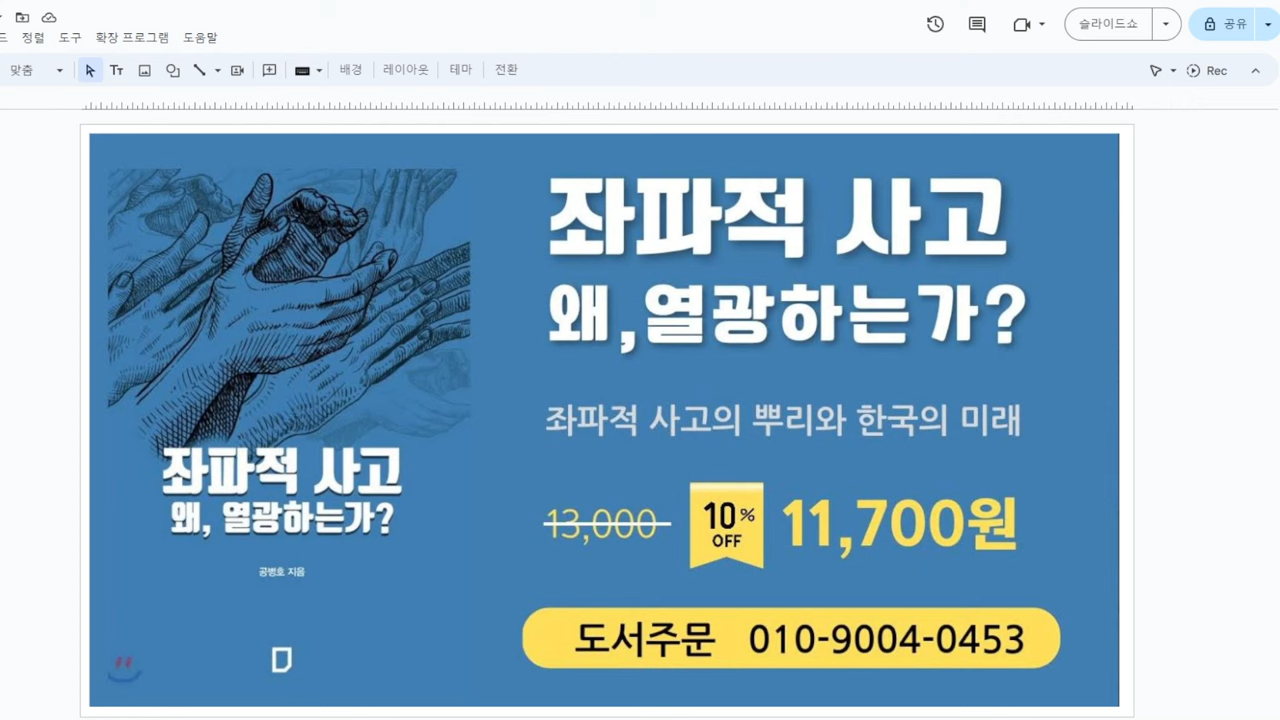 정렬 도구 확장 프로그램 도움말
슬라이드쇼
공유
맞춤
Tт
배경
레이아웃
테마
전환
Rec
좌파적 사고
왜, 열광하는가?
공병호 지음
좌파적 사고
왜,열광하는가?
좌파적 사고의 뿌리와 한국의 미래
13,000
10%
OFF
11,700원
도서주문 010-9004-0453